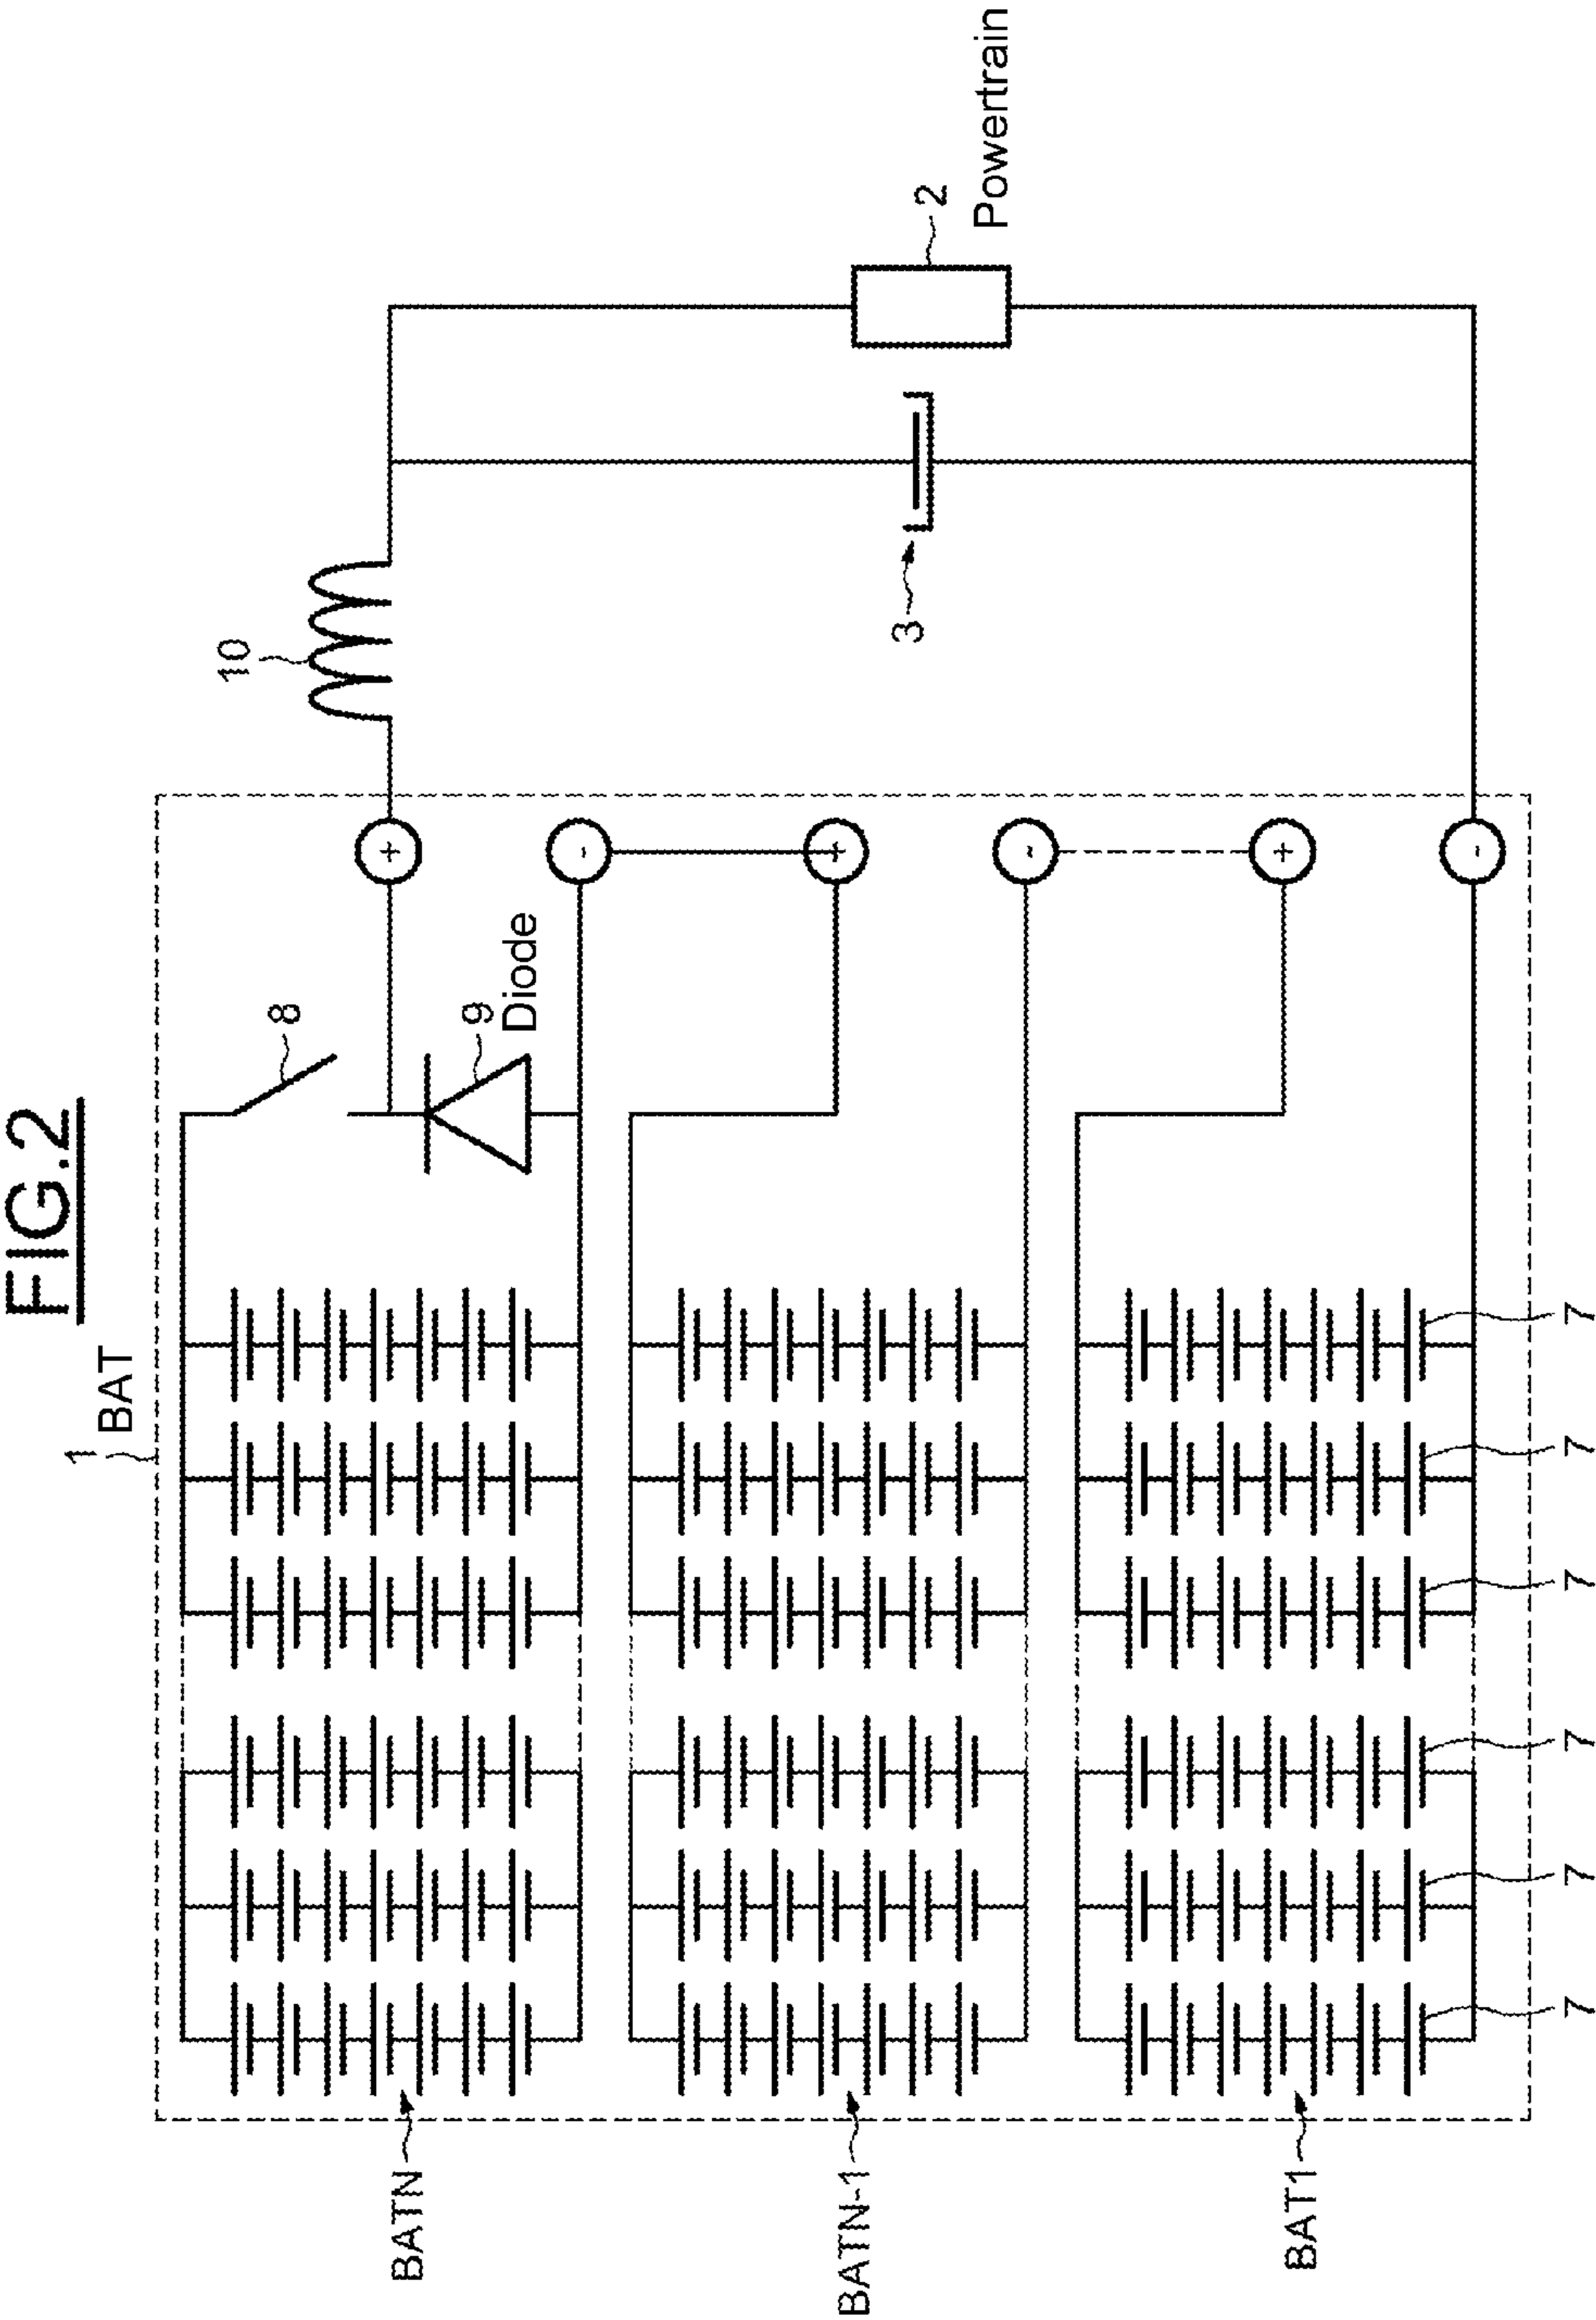 FIG.2
1
BAT
8
9
Diode
10
3
2
Powertrain
+
-
+
-
+
-
BATN
BATN-1
BAT1
7
7
7
7
7
7